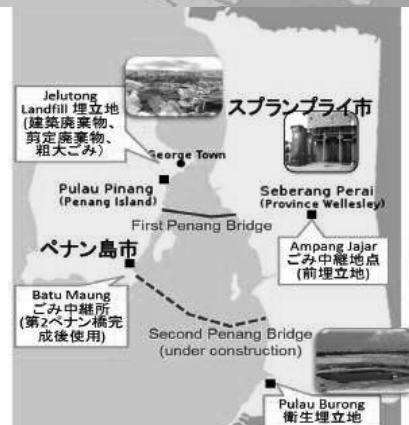 Jelutong
Landfill 埋立地
(建築廃棄物、
剪定廃棄物、
粗大ごみ)
スプランプライ市
George Town
Pulau Pinang
(Penang Island)
Seberang Perai
(Province Wellesley)
First Penang Bridge
ペナン島市
Ampang Jajar
ごみ中継地点
(前埋立地)
Batu Maung
ごみ中継所
(第2ペナン橋完
成後使用)
Second Penang Bridge
(under construction)
Pulau Burong
衛生埋立地